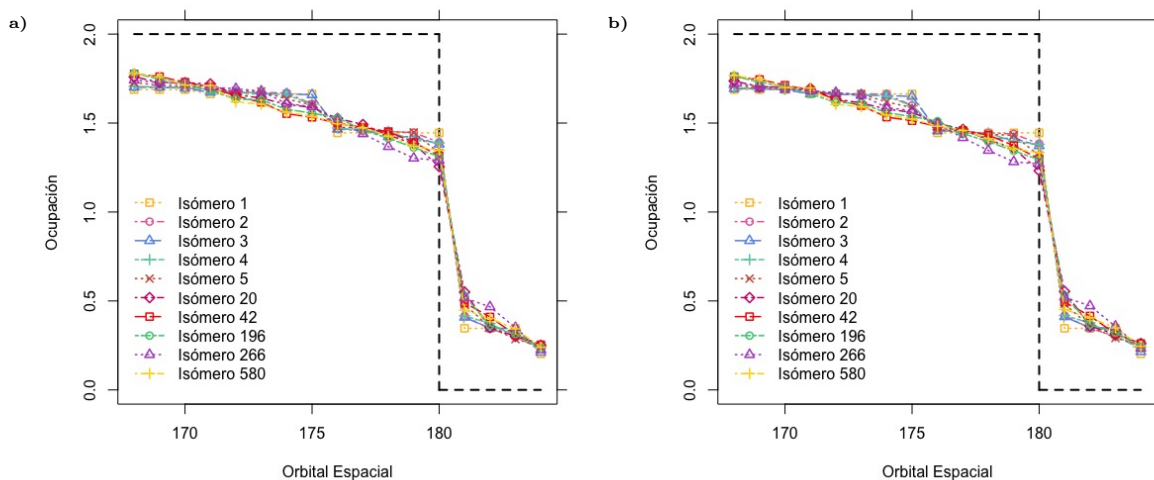 a)
2.0
1.5
1.0
0.5
0.0
Ocupación
Isómero 1
Isómero 2
Isómero 3
Isómero 4
Isómero 5
Isómero 20
Isómero 42
Isómero 196
Isómero 266
Isómero 580
170 175 180
Orbital Espacial
b)
2.0
1.5
1.0
0.5
0.0
Ocupación
Isómero 1
Isómero 2
Isómero 3
Isómero 4
Isómero 5
Isómero 20
Isómero 42
Isómero 196
Isómero 266
Isómero 580
170 175 180
Orbital Espacial